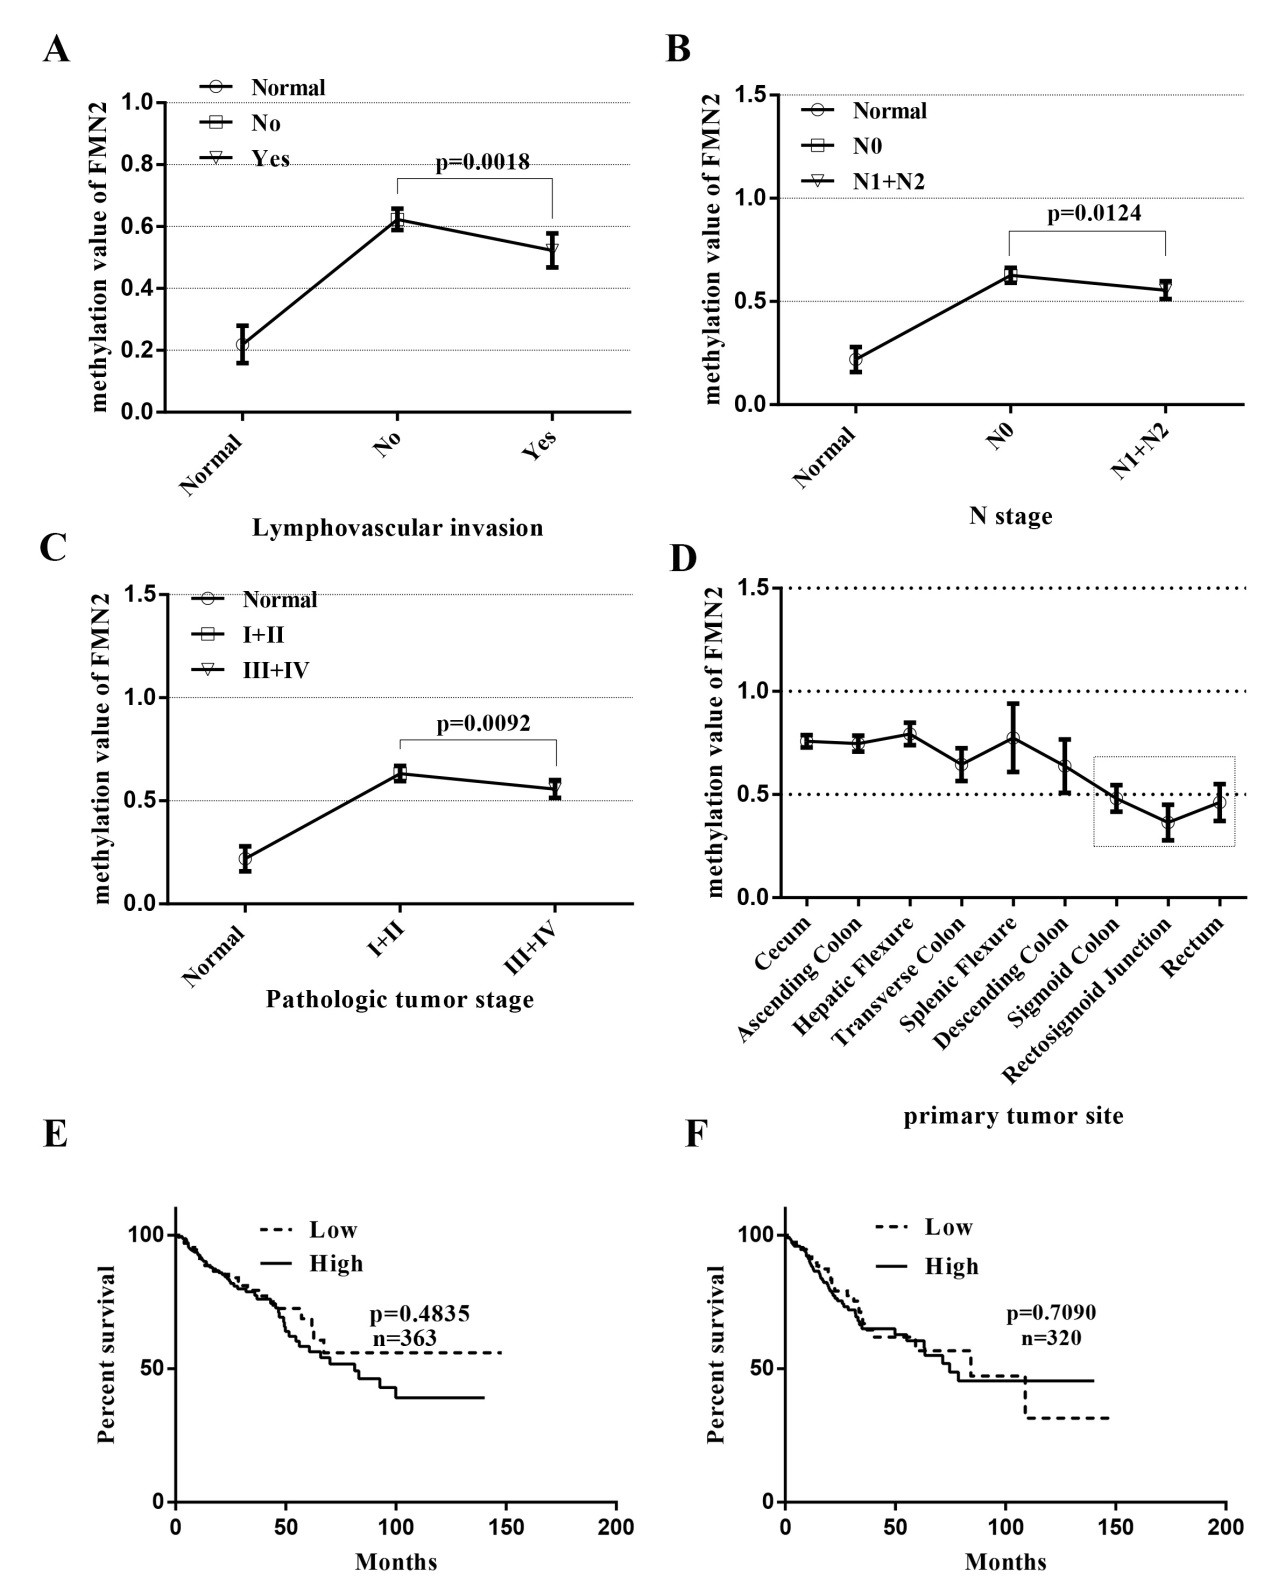 A
methylation value of FMN2
1.0
0.8
0.6
0.4
0.2
0.0
Normal
No
Yes
p=0.0018
Normal
No
Yes
Lymphovascular invasion
B
methylation value of FMN2
1.5
1.0
0.5
0.0
Normal
N0
N1+N2
p=0.0124
Normal
N0
N1+N2
N stage
C
methylation value of FMN2
1.5
1.0
0.5
0.0
Normal
I+II
III+IV
p=0.0092
Normal
I+II
III+IV
Pathologic tumor stage
D
methylation value of FMN2
1.5
1.0
0.5
0.0
Cecum
Ascending Colon
Hepatic Flexure
Transverse Colon
Splenic Flexure
Descending Colon
Sigmoid Colon
Rectosigmoid Junction
Rectum
primary tumor site
E
Percent survival
100
50
0
Low
High
p=0.4835
n=363
0 50 100 150 200
Months
F
Percent survival
100
50
0
Low
High
p=0.7090
n=320
0 50 100 150 200
Months